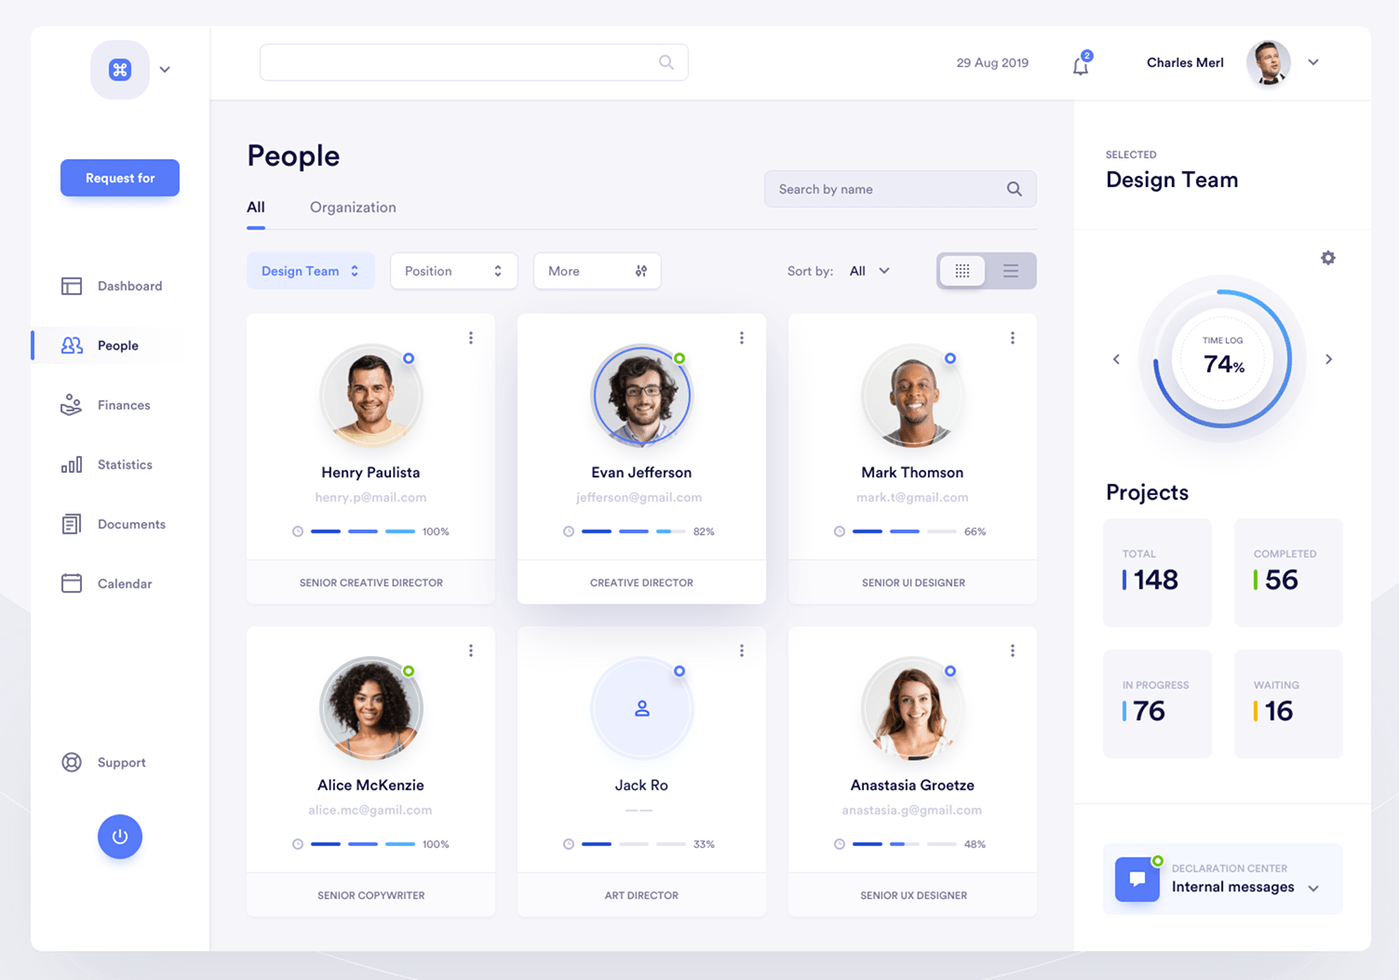 29 Aug 2019
2
Charles Merl
Request for
Dashboard
People
Finances
Statistics
Documents
Calendar
Support
People
All
Organization
Search by name
Design Team
Position
More
Sort by: All
Henry Paulista
henry.p@mail.com
100%
SENIOR CREATIVE DIRECTOR
Evan Jefferson
jefferson@gmail.com
82%
CREATIVE DIRECTOR
Mark Thomson
mark.t@gmail.com
66%
SENIOR UI DESIGNER
Alice McKenzie
alice.mc@gamil.com
100%
SENIOR COPYWRITER
Jack Ro
——
33%
ART DIRECTOR
Anastasia Groetze
anastasia.g@gmail.com
48%
SENIOR UX DESIGNER
SELECTED
Design Team
TIME LOG
74%
Projects
TOTAL
148
COMPLETED
56
IN PROGRESS
76
WAITING
16
DECLARATION CENTER
Internal messages